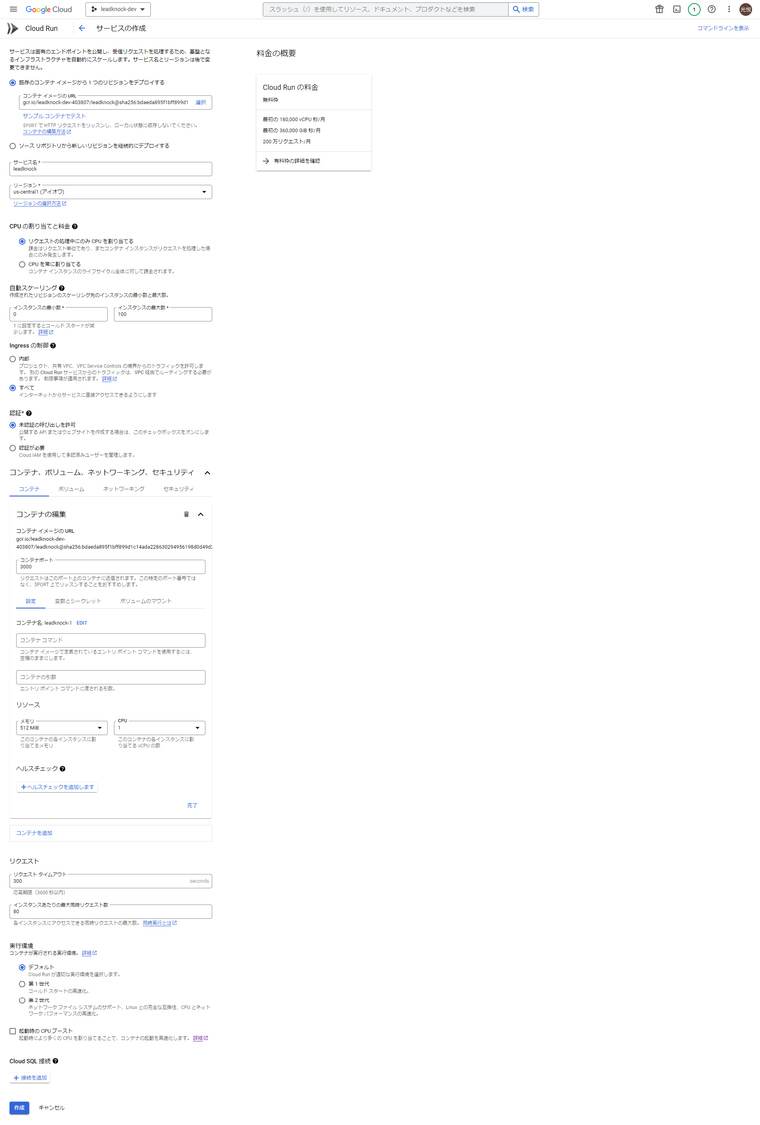 Google Cloud
leadknock-dev
スラッシュ（/）を使用してリソース、ドキュメント、プロダクトなどを検索
検索
1
光悦
Cloud Run
サービスの作成
コマンドラインを表示
サービスは固有のエンドポイントを公開し、受信リクエストを処理するため、基盤とな
るインフラストラクチャを自動的にスケールします。サービス名とリージョンは後で変
更できません。
既存のコンテナ イメージから 1 つのリビジョンをデプロイする
コンテナ イメージの URL
gcr.io/leadknock-dev-403807/leadknock@sha256:bdaeda895f1bff899d1
選択
サンプル コンテナでテスト
$PORT で HTTP リクエストをリッスンし、ローカル状態に依存しないでください。
コンテナの構築方法
ソース リポジトリから新しいリビジョンを継続的にデプロイする
サービス名 *
leadknock
リージョン *
us-central1 (アイオワ)
リージョンの選択方法
CPU の割り当てと料金
リクエストの処理中にのみ CPU を割り当てる
課金はリクエスト単位であり、またコンテナ インスタンスがリクエストを処理した場
合にのみ発生します。
CPU を常に割り当てる
コンテナ インスタンスのライフサイクル全体に対して課金されます。
自動スケーリング
作成されたリビジョンのスケーリング先のインスタンスの最小数と最大数。
インスタンスの最小数 *
0
インスタンスの最大数 *
100
1 に設定するとコールド スタートが減
少します。 詳細
Ingress の制御
内部
プロジェクト、共有 VPC、VPC Service Controls の境界からのトラフィックを許可しま
す。別の Cloud Run サービスからのトラフィックは、VPC 経由でルーティングする必要が
あります。制限事項が適用されます。 詳細
すべて
インターネットからサービスに直接アクセスできるようにします
認証*
未認証の呼び出しを許可
公開する API またはウェブサイトを作成する場合は、このチェックボックスをオンにしま
す。
認証が必要
Cloud IAM を使用して承認済みユーザーを管理します。
コンテナ、ボリューム、ネットワーキング、セキュリティ
コンテナ
ボリューム
ネットワーキング
セキュリティ
コンテナの編集
コンテナ イメージの URL
gcr.io/leadknock-dev-
403807/leadknock@sha256:bdaeda895f1bff899d1c14ada228630294956198d0d49d
コンテナポート
3000
リクエストはこのポート上のコンテナに送信されます。この特定のポート番号では
なく、$PORT 上でリッスンすることをおすすめします。
設定
変数とシークレット
ボリュームのマウント
コンテナ名: leadknock-1 EDIT
コンテナ コマンド
コンテナ イメージで定義されているエントリ ポイント コマンドを使用するには、
空欄のままにします。
コンテナの引数
エントリ ポイント コマンドに渡される引数。
リソース
メモリ
512 MiB
CPU
1
このコンテナの各インスタンスに割
り当てるメモリ
このコンテナの各インスタンスに割
り当てる vCPU の数
ヘルスチェック
ヘルスチェックを追加します
完了
コンテナを追加
リクエスト
リクエスト タイムアウト
300
seconds
応答期限（3600 秒以内）
インスタンスあたりの最大同時リクエスト数
80
各インスタンスにアクセスできる同時リクエストの最大数。 同時実行とは
実行環境
コンテナが実行される実行環境。 詳細
デフォルト
Cloud Run が適切な実行環境を選択します。
第 1 世代
コールド スタートの高速化。
第 2 世代
ネットワーク ファイル システムのサポート、Linux との完全な互換性、CPU とネット
ワーク パフォーマンスの高速化。
起動時の CPU ブースト
起動時により多くの CPU を割り当てることで、コンテナの起動を高速化します。 詳細
Cloud SQL 接続
接続を追加
作成
キャンセル
料金の概要
Cloud Run の料金
無料枠
最初の 180,000 vCPU 秒/月
最初の 360,000 GiB 秒/月
200 万リクエスト/月
有料枠の詳細を確認